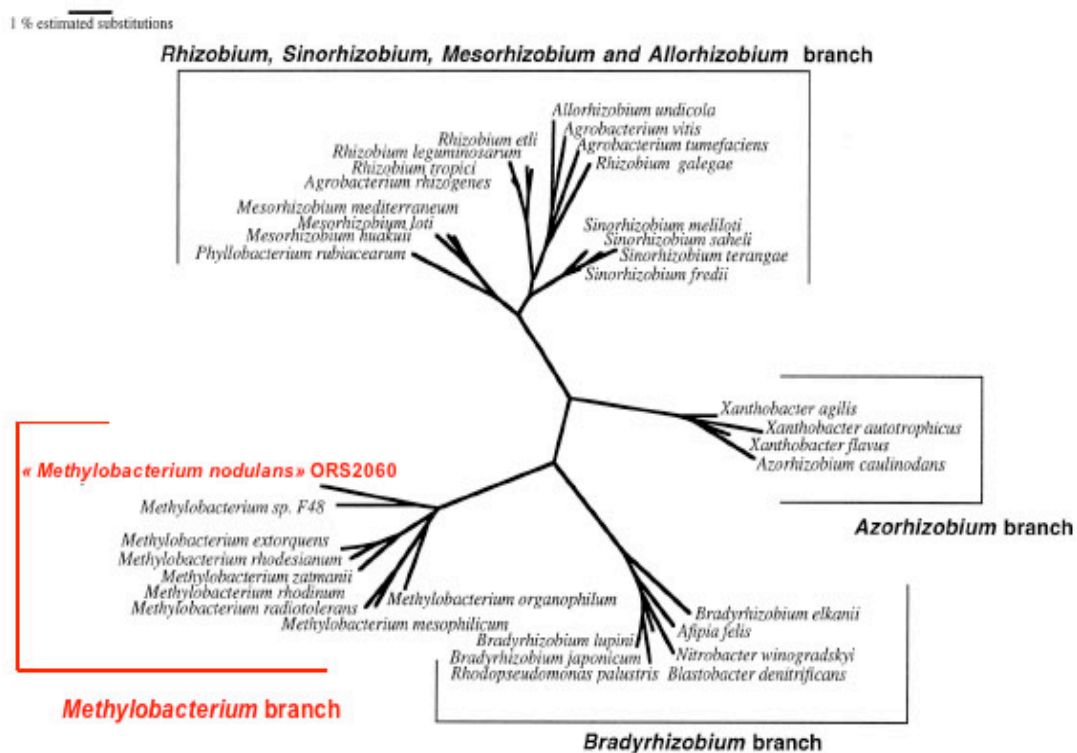 1 % estimated substitutions
Rhizobium, Sinorhizobium, Mesorhizobium and Allorhizobium branch
Allorhizobium undicola
Agrobacterium vitis
Agrobacterium tumefaciens
Rhizobium galegae
Rhizobium etli
Rhizobium leguminosarum
Rhizobium tropici
Agrobacterium rhizogenes
Mesorhizobium mediterraneum
Mesorhizobium loti
Mesorhizobium huakuii
Phyllobacterium rubiacearum
Sinorhizobium meliloti
Sinorhizobium saheli
Sinorhizobium terangae
Sinorhizobium fredii
Xanthobacter agilis
Xanthobacter autotrophicus
Xanthobacter flavus
Azorhizobium caulinodans
Azorhizobium branch
« Methylobacterium nodulans» ORS2060
Methylobacterium sp. F48
Methylobacterium extorquens
Methylobacterium rhodesianum
Methylobacterium zatmanii
Methylobacterium rhodinum
Methylobacterium radiotolerans
Methylobacterium organophilum
Methylobacterium mesophilicum
Methylobacterium branch
Bradyrhizobium elkanii
Afipia felis
Nitrobacter winogradskyi
Blastobacter denitrificans
Bradyrhizobium lupini
Bradyrhizobium japonicum
Rhodopseudomonas palustris
Bradyrhizobium branch